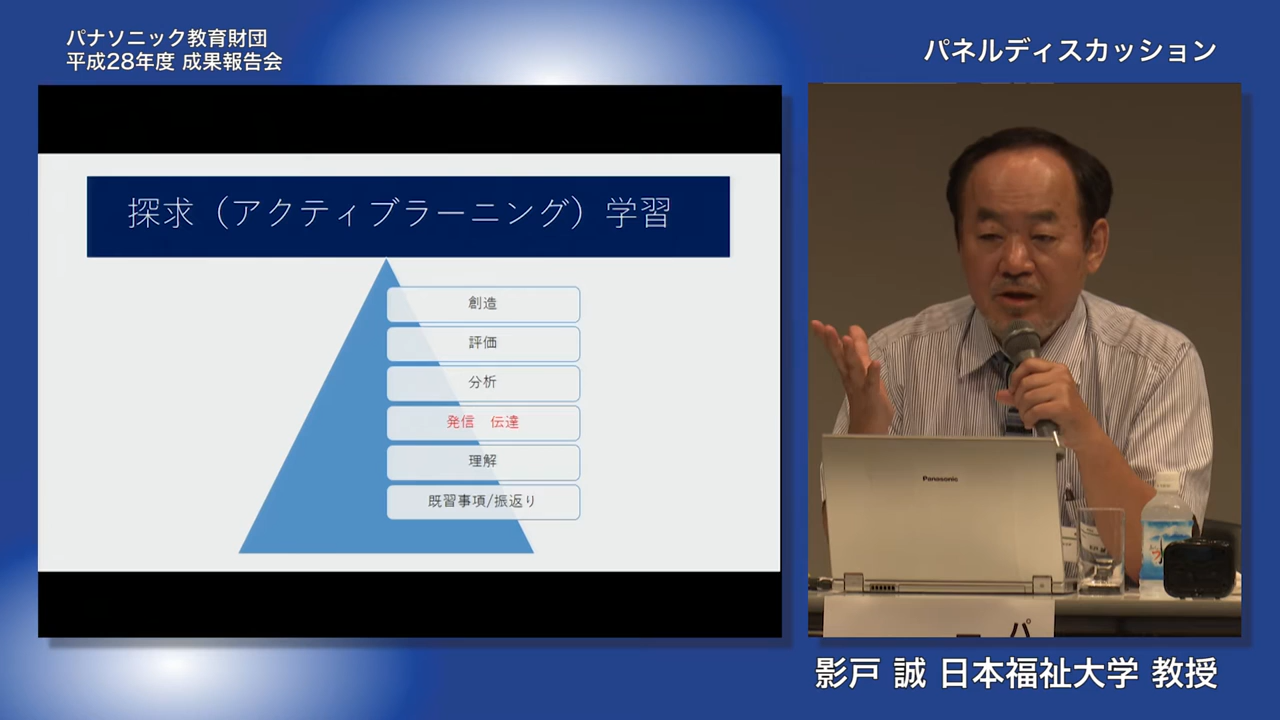 パナソニック教育財団
平成28年度 成果報告会
パネルディスカッション
探求（アクティブラーニング）学習
創造
評価
分析
発信 伝達
理解
既習事項/振返り
Panasonic
パ
影戸 誠 日本福祉大学 教授